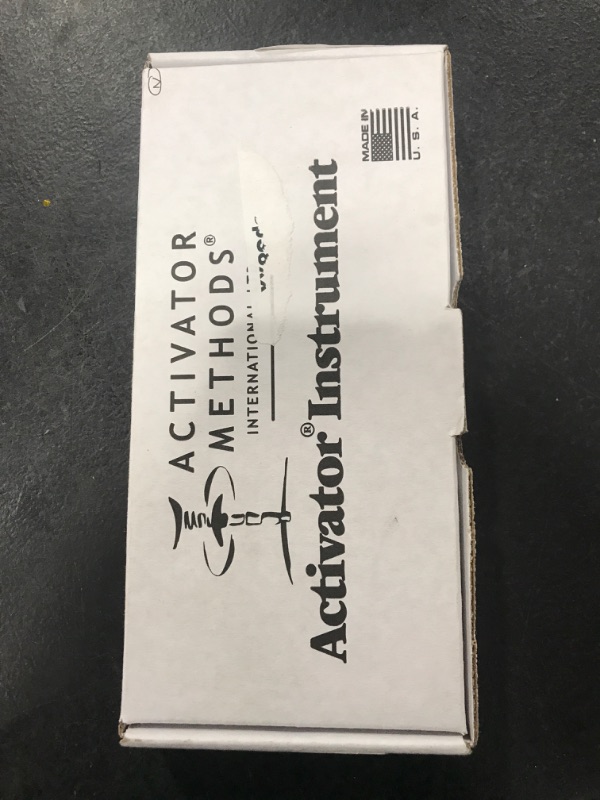 ACTIVATOR
METHODS®
INTERNATIONAL
Activator® Instrument
MADE IN
U. S. A.